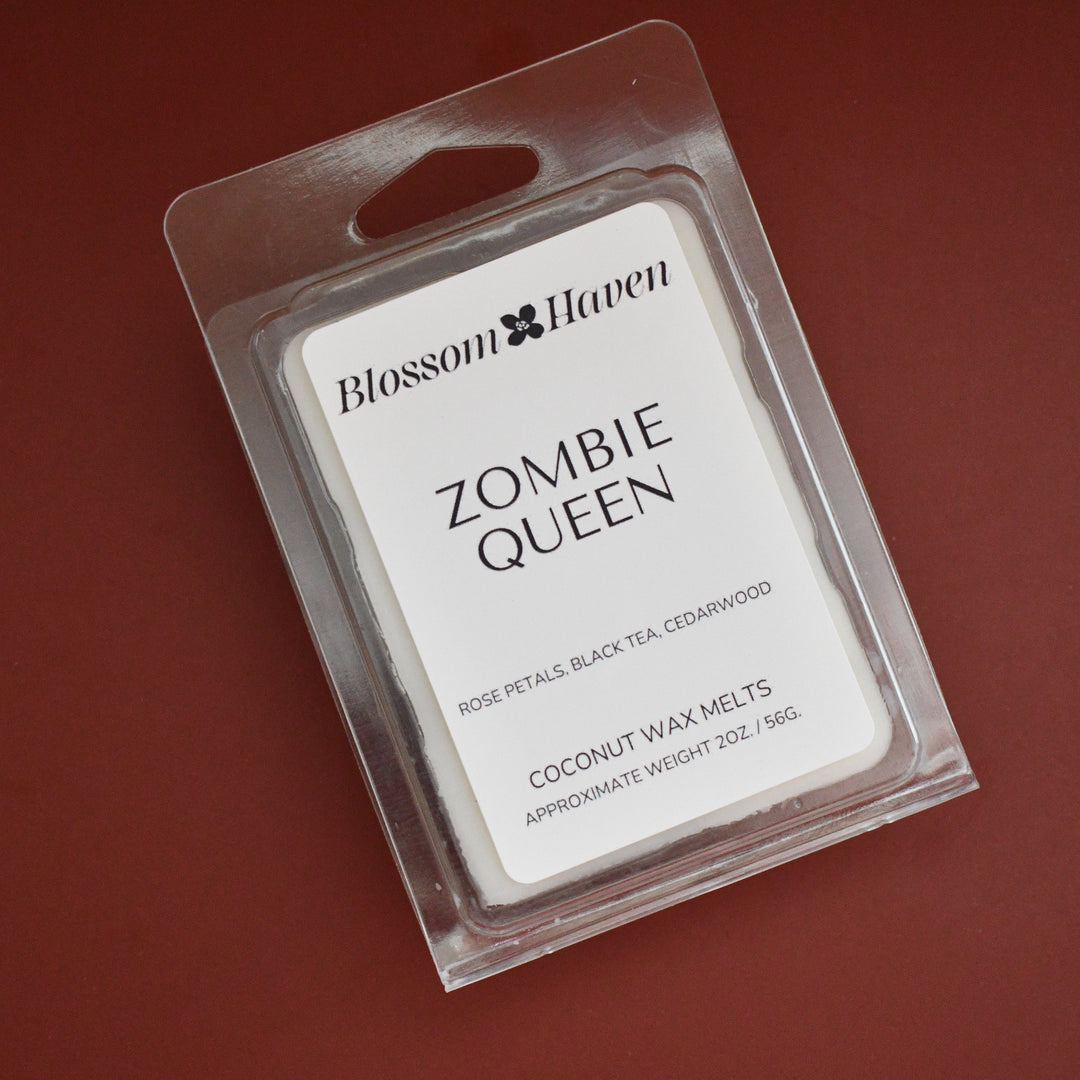 Blossom Haven
ZOMBIE
QUEEN
ROSE PETALS, BLACK TEA, CEDARWOOD
COCONUT WAX MELTS
APPROXIMATE WEIGHT 2OZ. / 56G.